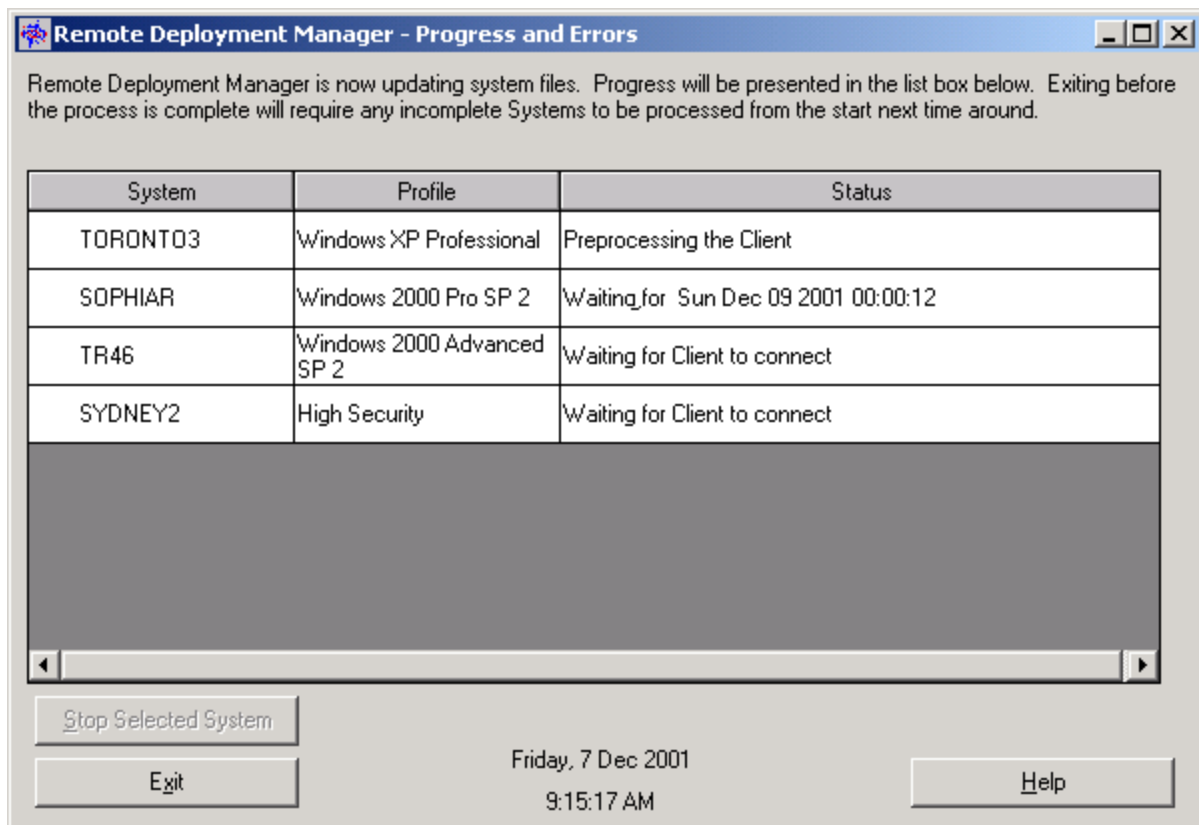 Remote Deployment Manager - Progress and Errors
Remote Deployment Manager is now updating system files. Progress will be presented in the list box below. Exiting before
the process is complete will require any incomplete Systems to be processed from the start next time around.
System Profile Status
TORONTO3 Windows XP Professional Preprocessing the Client
SOPHIAR Windows 2000 Pro SP 2 Waiting for Sun Dec 09 2001 00:00:12
TR46 Windows 2000 Advanced SP 2 Waiting for Client to connect
SYDNEY2 High Security Waiting for Client to connect
Stop Selected System
Friday, 7 Dec 2001
Exit
Help
9:15:17 AM